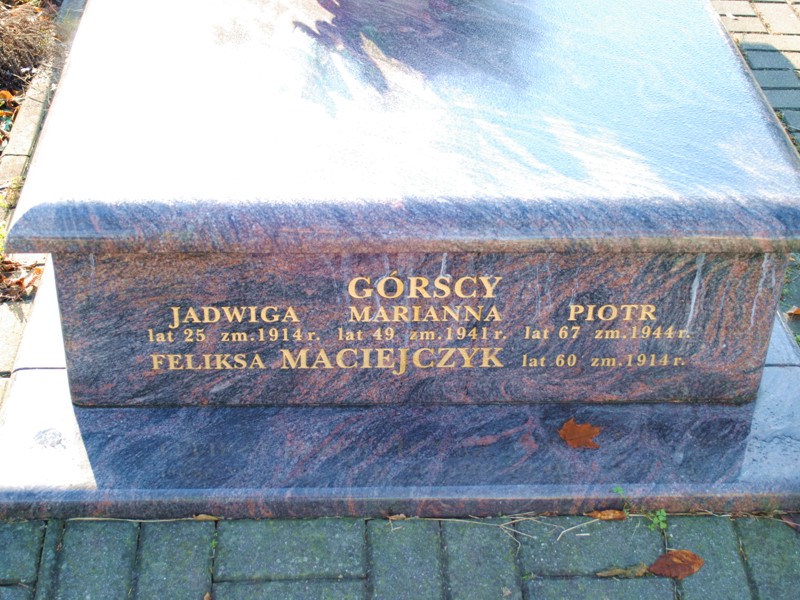 GÓRSCY
JADWIGA MARIANNA PIOTR
lat 25 zm.1914 r. lat 49 zm.1941 r. lat 67 zm.1944 r.
FELIKSA MACIEJCZYK lat 60 zm.1914 r.